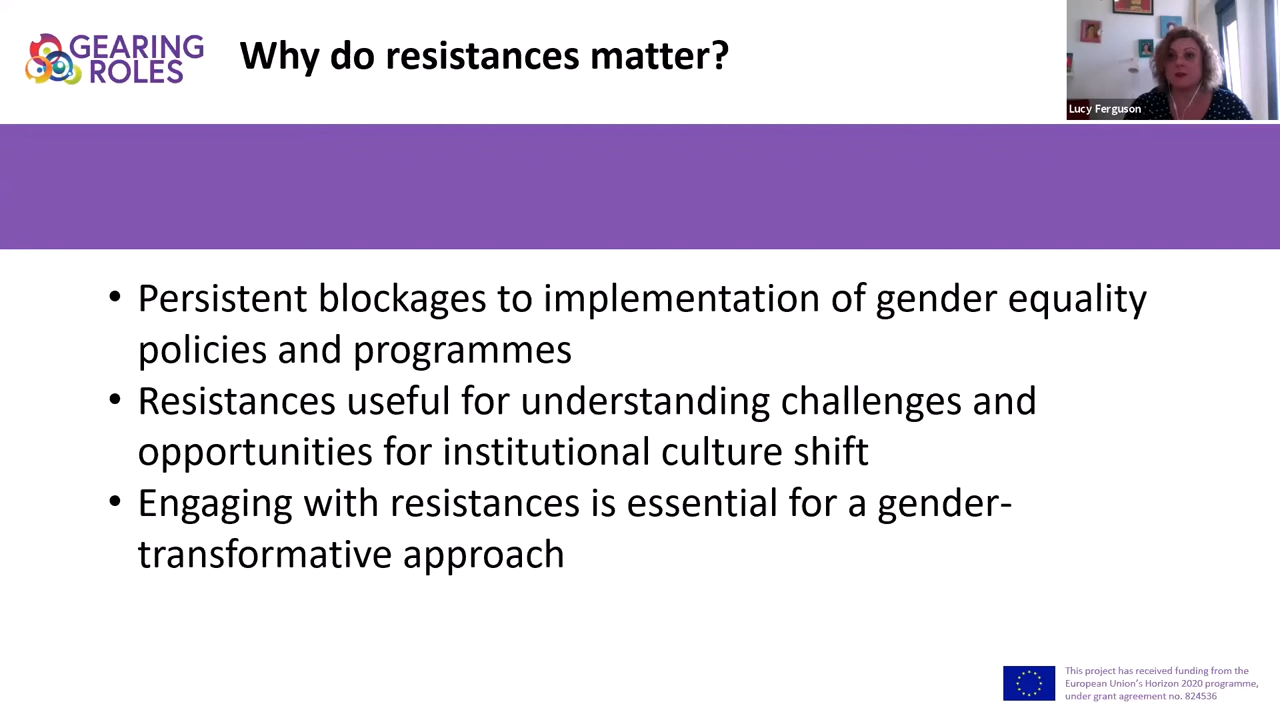 GEARING
ROLES
Why do resistances matter?
Lucy Ferguson
• Persistent blockages to implementation of gender equality
policies and programmes
• Resistances useful for understanding challenges and
opportunities for institutional culture shift
• Engaging with resistances is essential for a gender-
transformative approach
This project has received funding from the
European Union's Horizon 2020 programme,
under grant agreement no. 824536